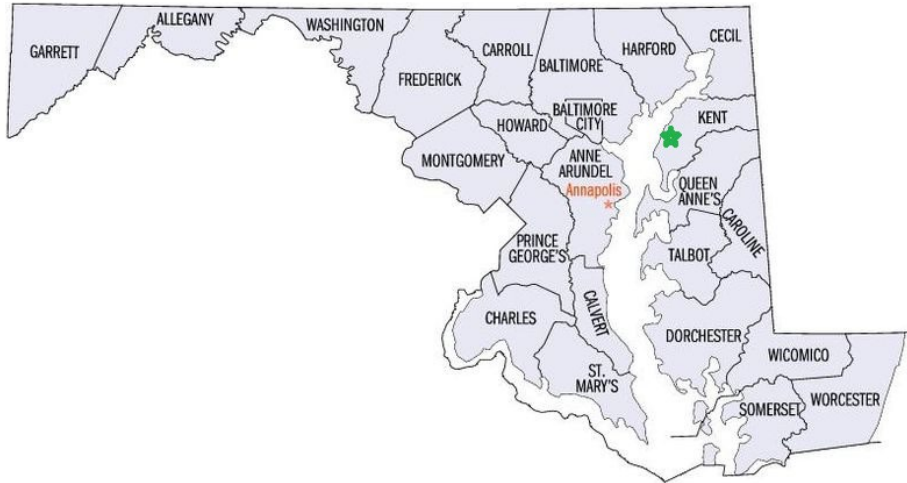 ALLEGANY
WASHINGTON
GARRETT
CARROLL
HARFORD
CECIL
FREDERICK
BALTIMORE
BALTIMORE
CITY
KENT
HOWARD
MONTGOMERY
ANNE
ARUNDEL
Annapolis
*
QUEEN
ANNE'S
CAROLINE
PRINCE
GEORGE'S
TALBOT
CALVERT
CHARLES
DORCHESTER
WICOMICO
ST.
MARY'S
SOMERSET
WORCESTER